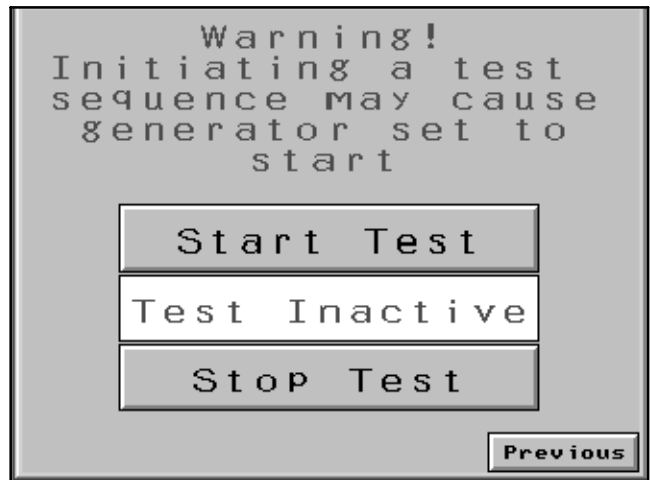 Warning!
Initiating a test
sequence may cause
generator set to
start
Start Test
Test Inactive
Stop Test
Previous